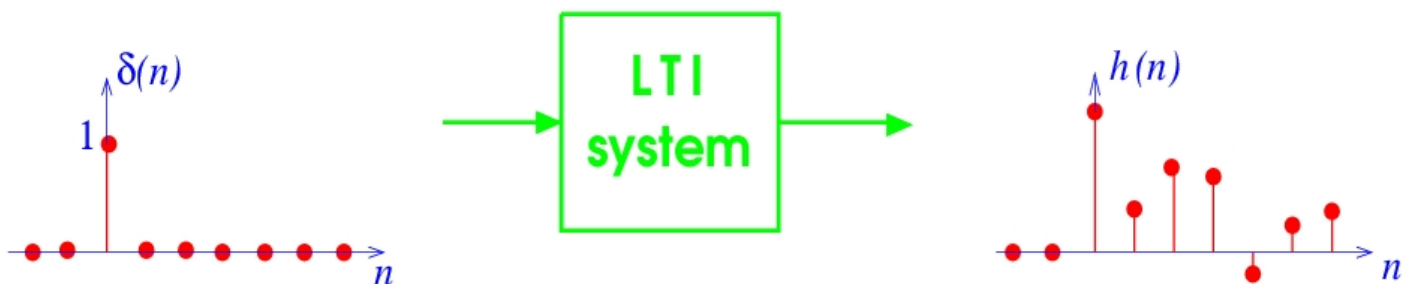 δ(n)
1
n
LTI
system
h(n)
n